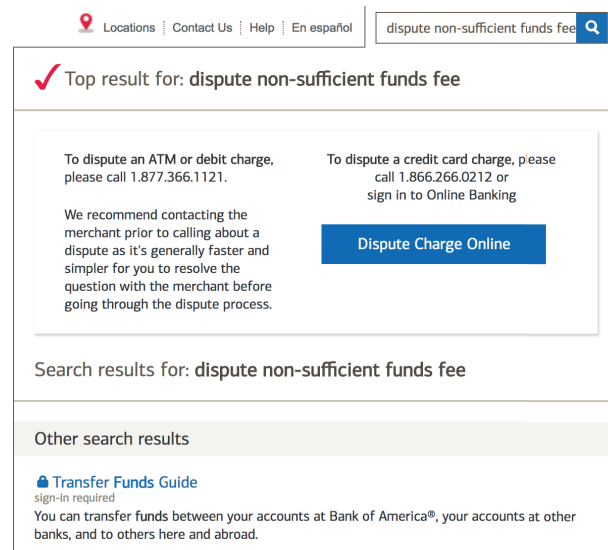 Locations Contact Us Help En español dispute non-sufficient funds fee
Top result for: dispute non-sufficient funds fee
To dispute an ATM or debit charge,
please call 1.877.366.1121.
We recommend contacting the
merchant prior to calling about a
dispute as it's generally faster and
simpler for you to resolve the
question with the merchant before
going through the dispute process.
To dispute a credit card charge, please
call 1.866.266.0212 or
sign in to Online Banking
Dispute Charge Online
Search results for: dispute non-sufficient funds fee
Other search results
Transfer Funds Guide
sign-in required
You can transfer funds between your accounts at Bank of America®, your accounts at other
banks, and to others here and abroad.